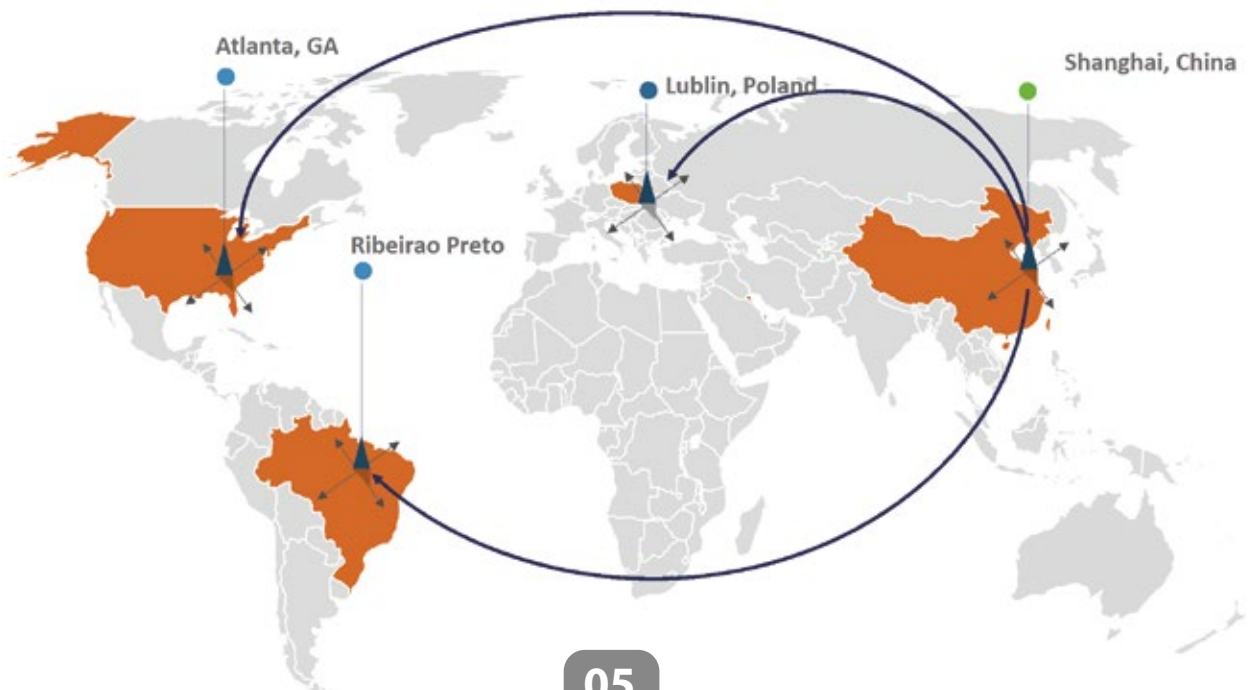 Atlanta, GA
Shanghai, China
Lublin, Poland
Ribeirao Preto
05